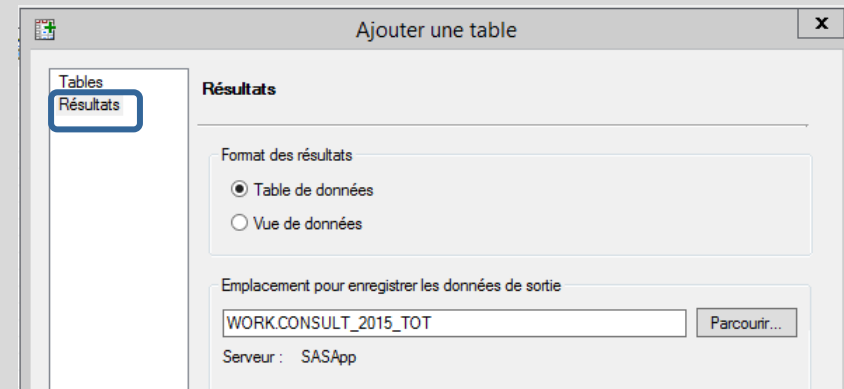 Ajouter une table
x
Tables
Résultats
Résultats
Format des résultats
Table de données
Vue de données
Emplacement pour enregistrer les données de sortie
WORK.CONSULT_2015_TOT
Parcourir...
Serveur : SASApp